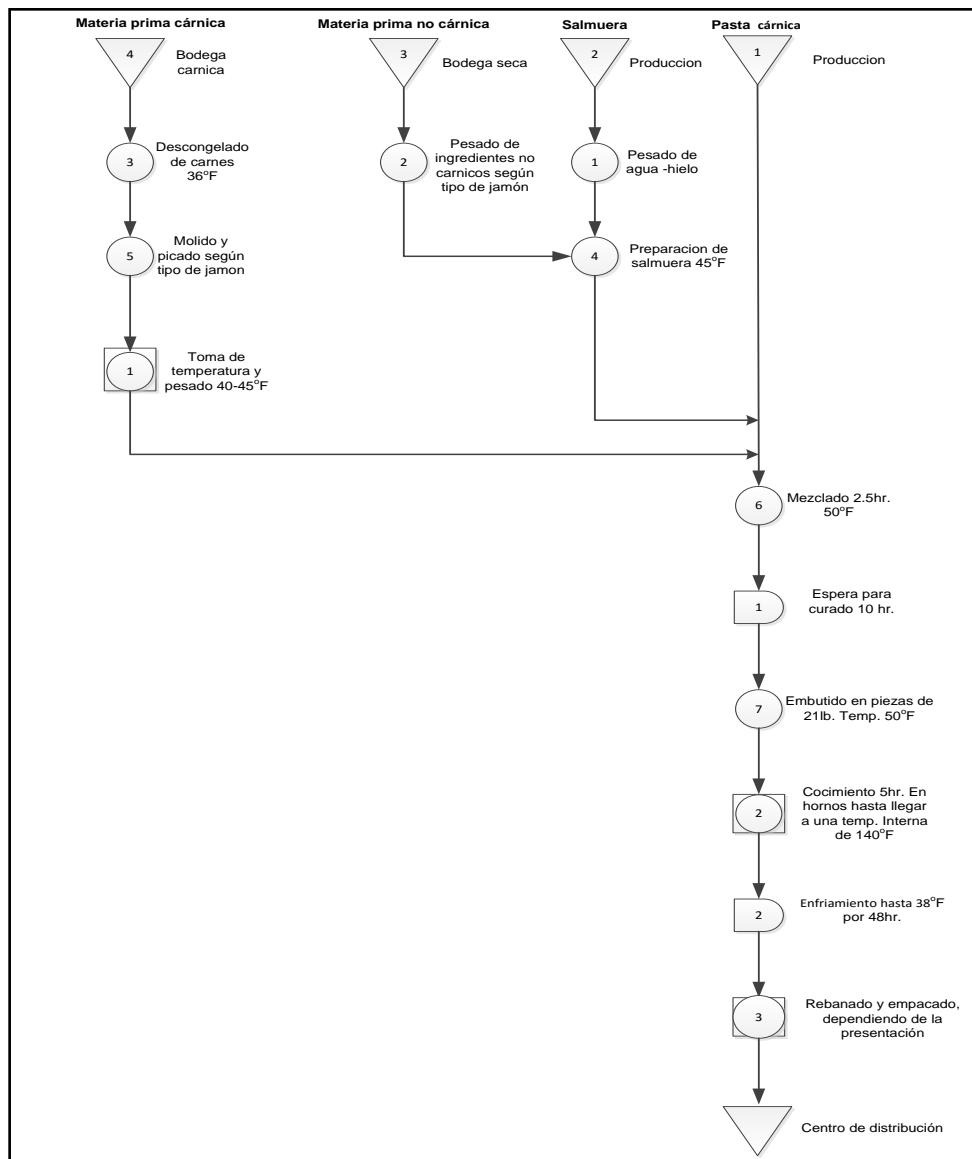 Materia prima cárnica
Materia prima no cárnica
Salmuera
Pasta cárnica
4
Bodega
carnica
3
Bodega seca
2
Produccion
1
Produccion
3
Descongelado
de carnes
36°F
2
Pesado de
ingredientes no
carnicos según
tipo de jamón
1
Pesado de
agua -hielo
5
Molido y
picado según
tipo de jamon
4
Preparacion de
salmuera 45°F
1
Toma de
temperatura y
pesado 40-45°F
6
Mezclado 2.5hr.
50°F
1
Espera para
curado 10 hr.
7
Embutido en piezas de
21lb. Temp. 50°F
2
Cocimiento 5hr. En
hornos hasta llegar
a una temp. Interna
de 140°F
2
Enfriamiento hasta 38°F
por 48hr.
3
Rebanado y empacado,
dependiendo de la
presentación
Centro de distribución